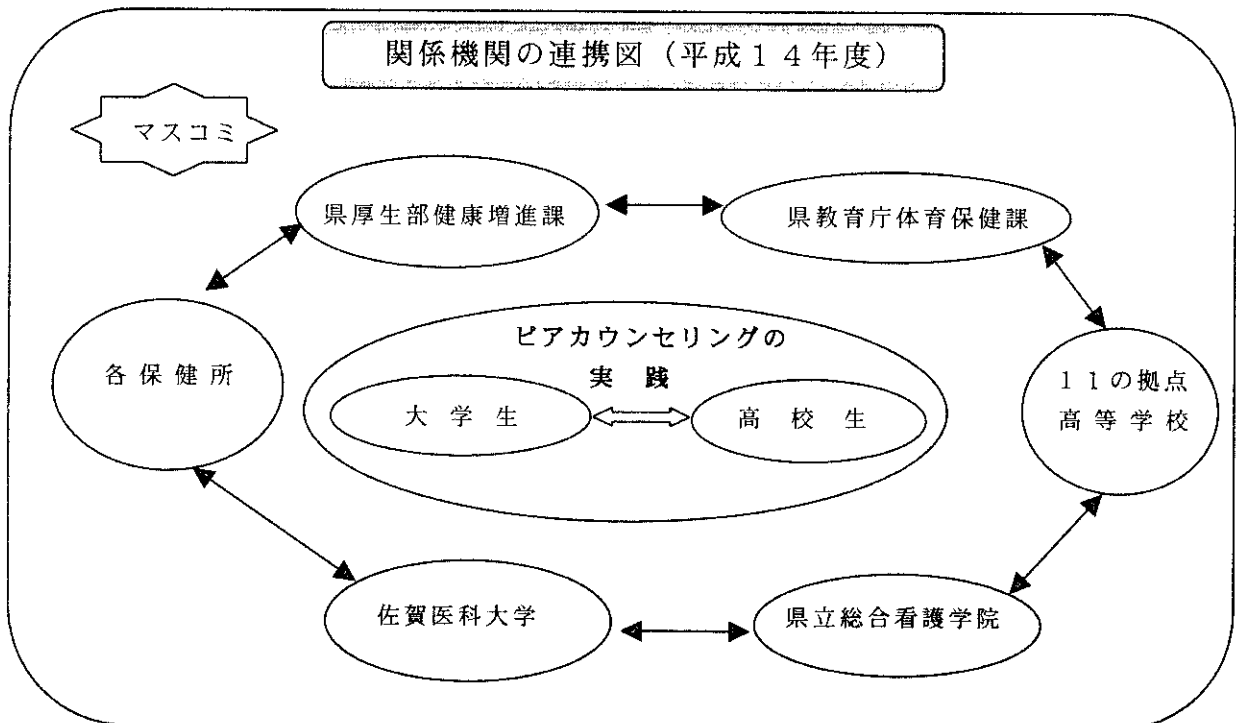 関係機関の連携図（平成１４年度）
マスコミ
県厚生部健康増進課
県教育庁体育保健課
ピアカウンセリングの
実践
各保健所
大学生
高校生
１１の拠点
高等学校
佐賀医科大学
県立総合看護学院